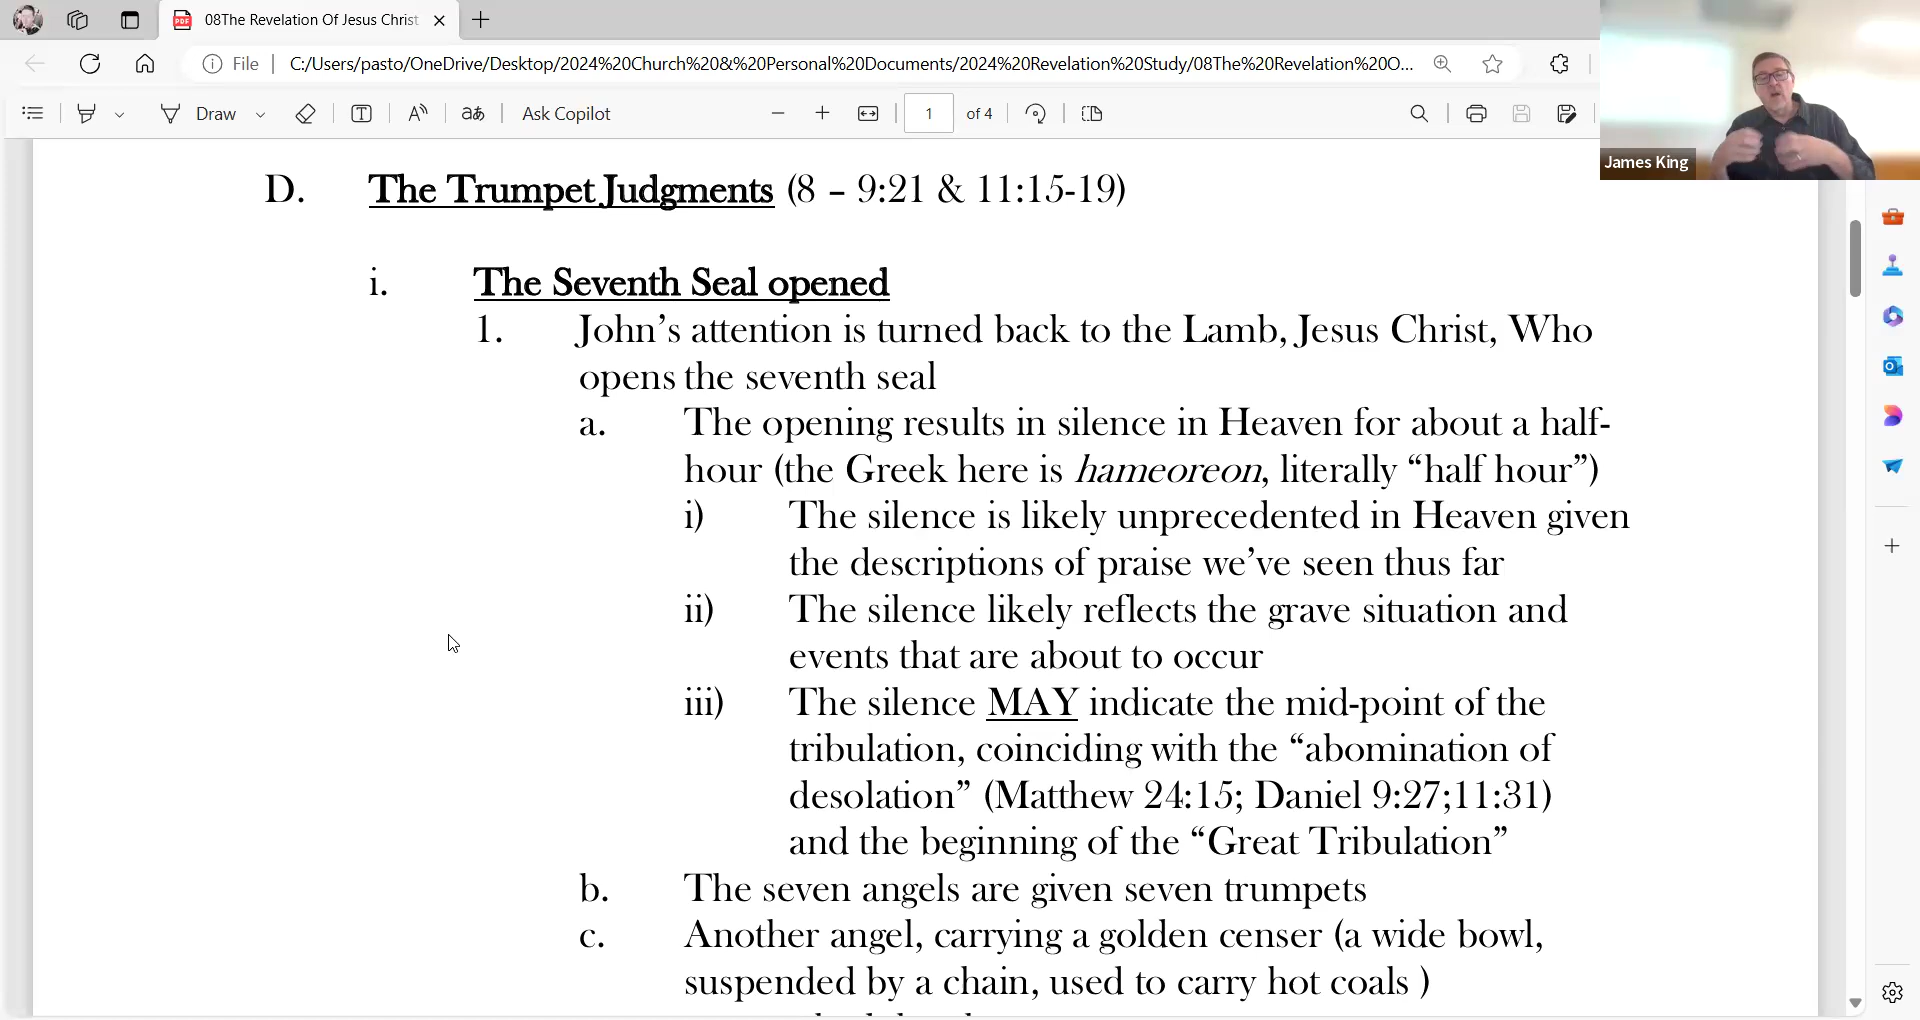 08The Revelation Of Jesus Christ
File
C:/Users/pasto/OneDrive/Desktop/2024%20Church%20&%20Personal%20Documents/2024%20Revelation%20Study/08The%20Revelation%20O...
Draw
Ask Copilot
1
of 4
James King
D. The Trumpet Judgments (8 – 9:21 & 11:15-19)
i. The Seventh Seal opened
1. John's attention is turned back to the Lamb, Jesus Christ, Who
opens the seventh seal
a. The opening results in silence in Heaven for about a half-
hour (the Greek here is hameoreon, literally “half hour”)
i) The silence is likely unprecedented in Heaven given
the descriptions of praise we've seen thus far
ii) The silence likely reflects the grave situation and
events that are about to occur
iii) The silence MAY indicate the mid-point of the
tribulation, coinciding with the “abomination of
desolation” (Matthew 24:15; Daniel 9:27;11:31)
and the beginning of the “Great Tribulation”
b. The seven angels are given seven trumpets
c. Another angel, carrying a golden censer (a wide bowl,
suspended by a chain, used to carry hot coals )